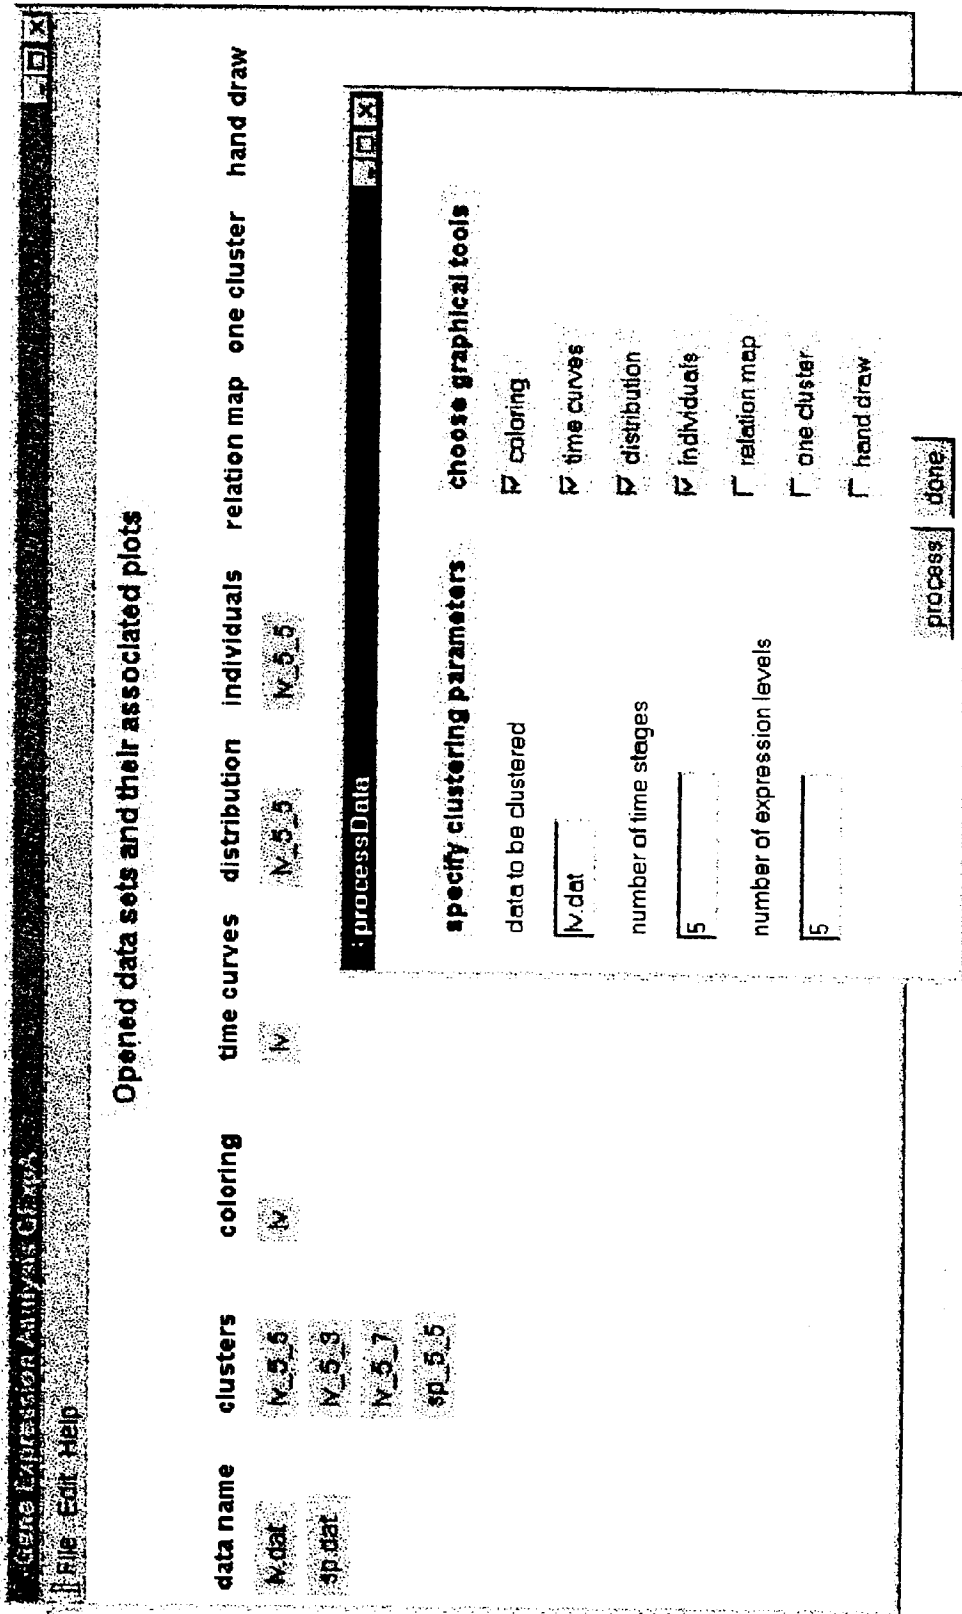 Gene Expression Analysis
File Edit Help
Opened data sets and their associated plots
data name clusters coloring time curves distribution individuals relation map one cluster hand draw
lv.dat lv_5_5 lv lv lv_5_5 lv_5_5
sp.dat lv_5_3
lv_5_7
sp_5_5
processData
specify clustering parameters choose graphical tools
data to be clustered coloring
lv.dat time curves
number of time stages distribution
5 individuals
number of expression levels relation map
5 one cluster
hand draw
process done